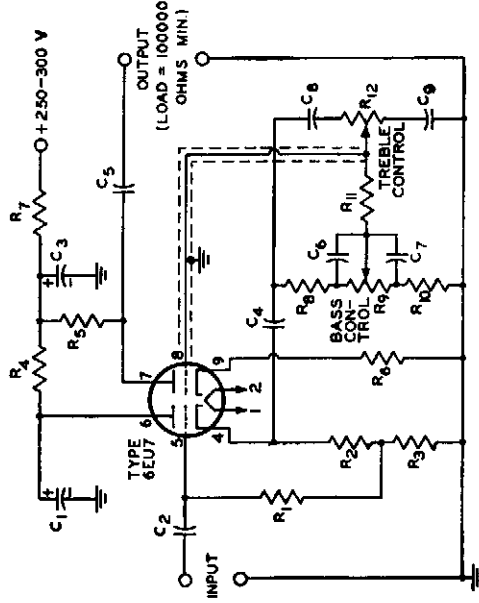 R4
R7
+250-300 V
C1
C3
R5
C5
OUTPUT
(LOAD = 100000
OHMS MIN.)
TYPE
6EU7
6
7
5
8
4
9
1
2
C2
INPUT
R1
R2
R3
R6
C4
R8
C6
R9
C7
R10
BASS
CON-
TROL
R11
C8
R12
C9
TREBLE
CONTROL